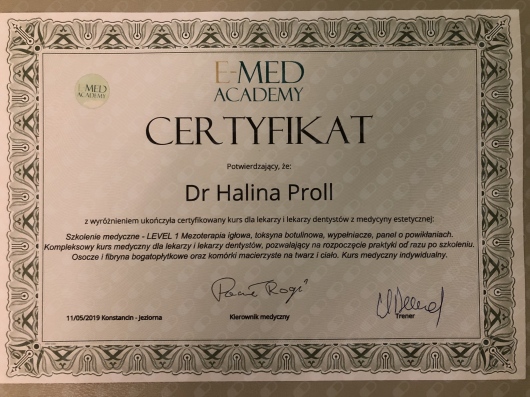 E-MED
ACADEMY
E-MED
ACADEMY
CERTYFIKAT
Potwierdzający, że:
Dr Halina Proll
z wyróżnieniem ukończyła certyfikowany kurs dla lekarzy i lekarzy dentystów z medycyny estetycznej:
Szkolenie medyczne - LEVEL 1 Mezoterapia igłowa, toksyna botulinowa, wypełniacze, panel o powikłaniach.
Kompleksowy kurs medyczny dla lekarzy i lekarzy dentystów, pozwalający na rozpoczęcie praktyki od razu po szkoleniu.
Osocze i fibryna bogatopłytkowe oraz komórki macierzyste na twarz i ciało. Kurs medyczny indywidualny.
11/05/2019 Konstancin - Jeziorna
Kierownik medyczny
Trener